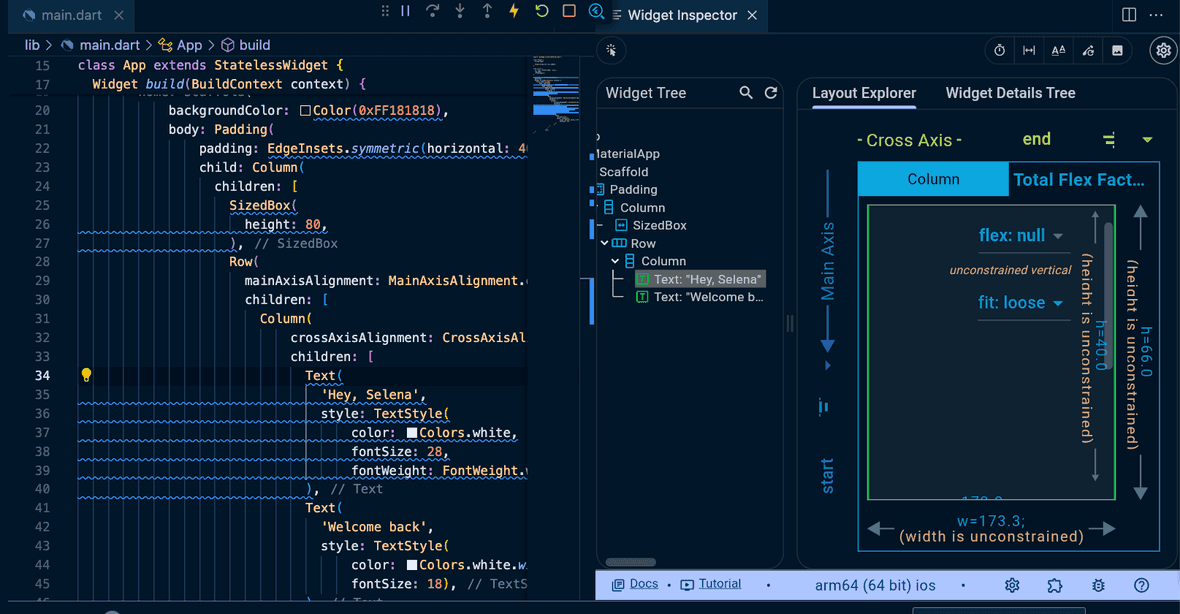 main.dart
Widget Inspector
lib > main.dart > App > build
15 class App extends StatelessWidget {
17 Widget build(BuildContext context) {
20 backgroundColor: Color(0xFF181818),
21 body: Padding(
22 padding: EdgeInsets.symmetric(horizontal: 4
23 child: Column(
24 children: [
25 SizedBox(
26 height: 80,
27 ), // SizedBox
28 Row(
29 mainAxisAlignment: MainAxisAlignment.
30 children: [
31 Column(
32 crossAxisAlignment: CrossAxisAl
33 children: [
34 Text(
35 'Hey, Selena',
36 style: TextStyle(
37 color: Colors.white,
38 fontSize: 28,
39 fontWeight: FontWeight.
40 ), // Text
41 Text(
42 'Welcome back',
43 style: TextStyle(
44 color: Colors.white.w
45 fontSize: 18), // TextS
Widget Tree
MaterialApp
Scaffold
Padding
Column
SizedBox
Row
Column
Text: "Hey, Selena"
Text: "Welcome b...
Layout Explorer
Widget Details Tree
- Cross Axis -
end
Column
Total Flex Fact...
Main Axis
start
flex: null
unconstrained vertical
fit: loose
h=40.0
(height is unconstrained)
h=66.0
(height is unconstrained)
w=173.3;
(width is unconstrained)
Docs • Tutorial • arm64 (64 bit) ios •